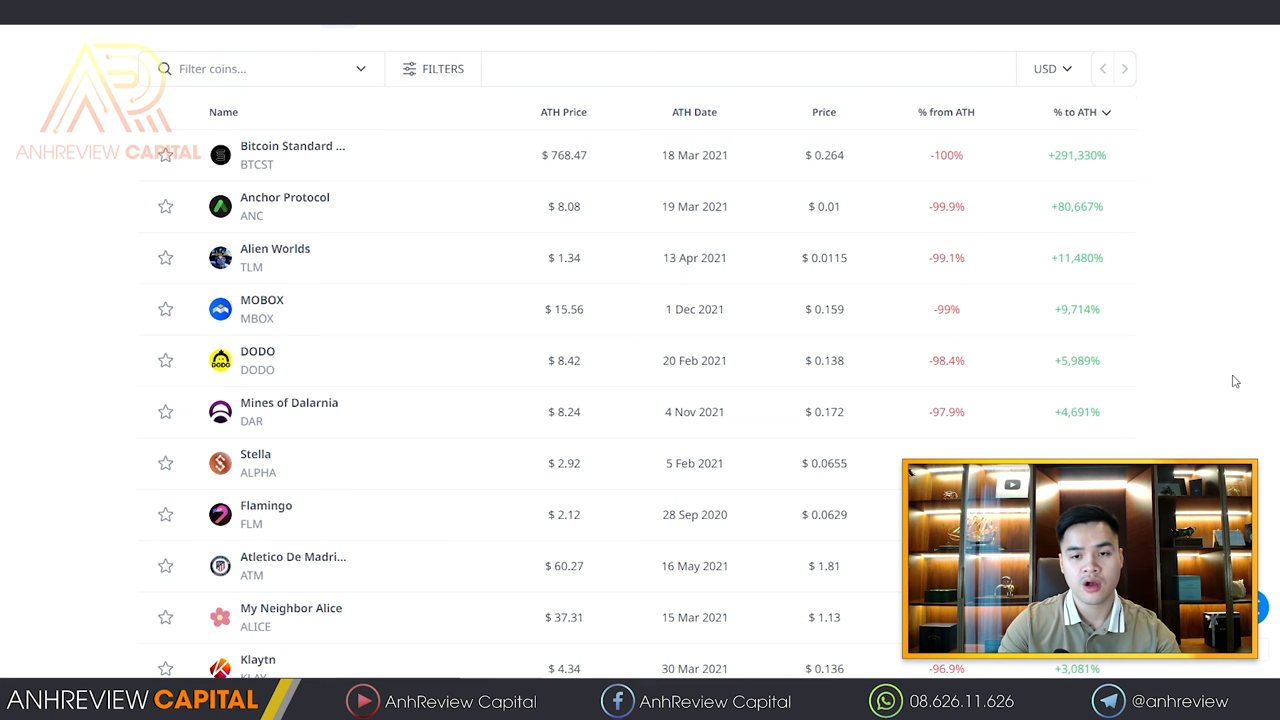 Filter coins...
FILTERS
USD
ANHREVIEW CAPITAL
Name ATH Price ATH Date Price % from ATH % to ATH
Bitcoin Standard ...
BTCST
$ 768.47 18 Mar 2021 $ 0.264 -100% +291,330%
Anchor Protocol
ANC
$ 8.08 19 Mar 2021 $ 0.01 -99.9% +80,667%
Alien Worlds
TLM
$ 1.34 13 Apr 2021 $ 0.0115 -99.1% +11,480%
MOBOX
MBOX
$ 15.56 1 Dec 2021 $ 0.159 -99% +9,714%
DODO
DODO
$ 8.42 20 Feb 2021 $ 0.138 -98.4% +5,989%
Mines of Dalarnia
DAR
$ 8.24 4 Nov 2021 $ 0.172 -97.9% +4,691%
Stella
ALPHA
$ 2.92 5 Feb 2021 $ 0.0655
Flamingo
FLM
$ 2.12 28 Sep 2020 $ 0.0629
Atletico De Madri...
ATM
$ 60.27 16 May 2021 $ 1.81
My Neighbor Alice
ALICE
$ 37.31 15 Mar 2021 $ 1.13
Klaytn
$ 4.34 30 Mar 2021 $ 0.136 -96.9% +3,081%
ANHREVIEW CAPITAL
AnhReview Capital
AnhReview Capital
08.626.11.626
@anhreview